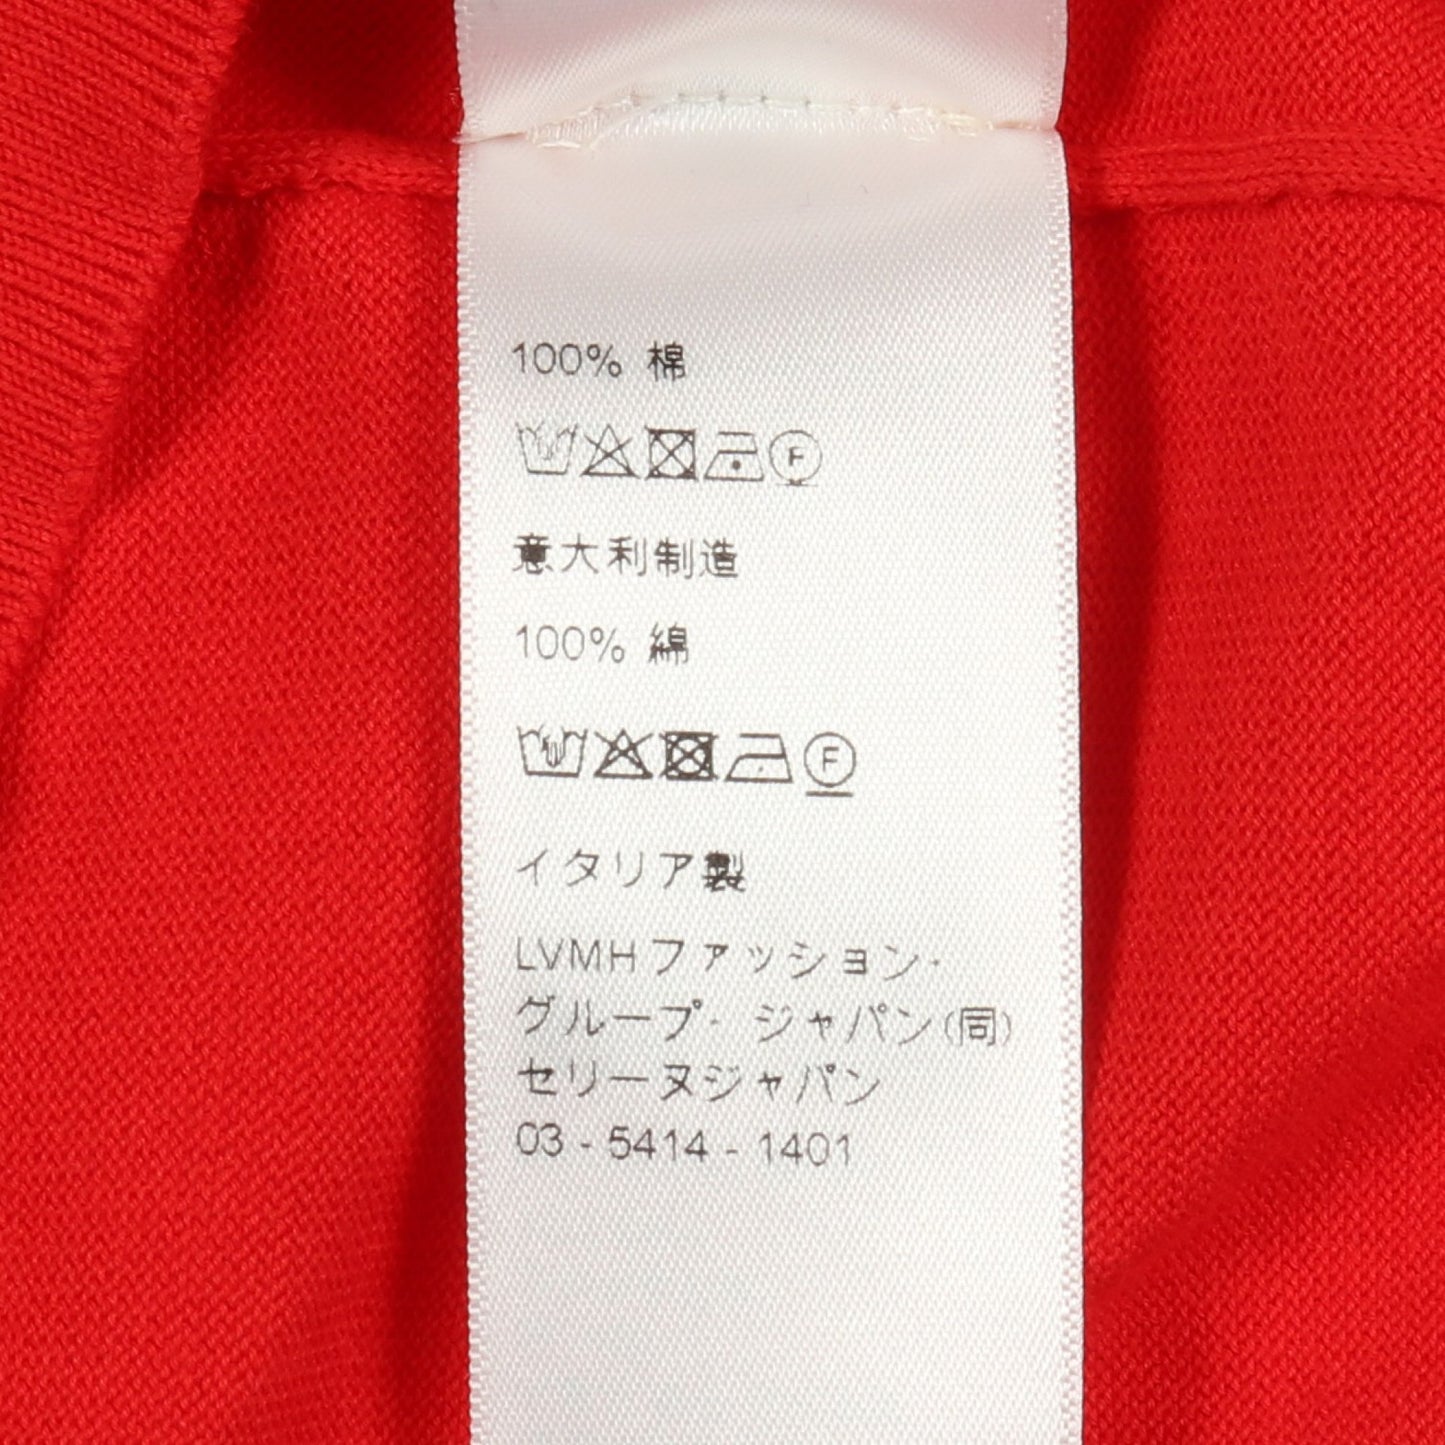 100% 棉
F
意大利制造
100% 綿
F
イタリア製
LVMHファッション・
グループ・ジャパン(同)
セリーヌジャパン
03 - 5414 - 1401